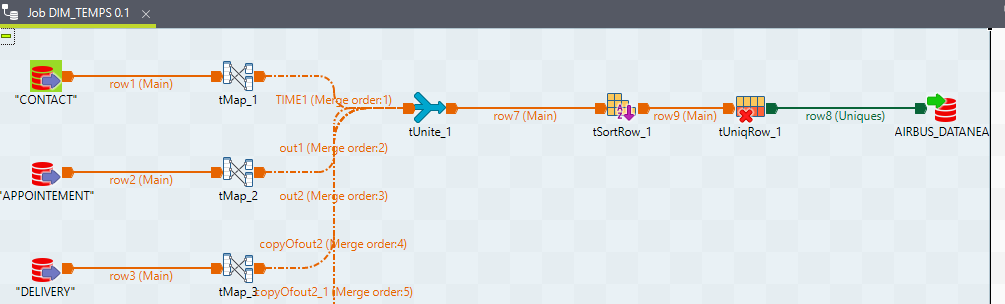 Job DIM_TEMPS 0.1
row1 (Main)
"CONTACT"
tMap_1
TIME1 (Merge order:1)
row7 (Main)
row9 (Main)
row8 (Uniques)
tUnite_1
tSortRow_1
tUniqRow_1
AIRBUS_DATANEA
out1 (Merge order:2)
row2 (Main)
"APPOINTEMENT"
tMap_2
out2 (Merge order:3)
copyOfout2 (Merge order:4)
row3 (Main)
"DELIVERY"
tMap_3
copyOfout2_1 (Merge order:5)